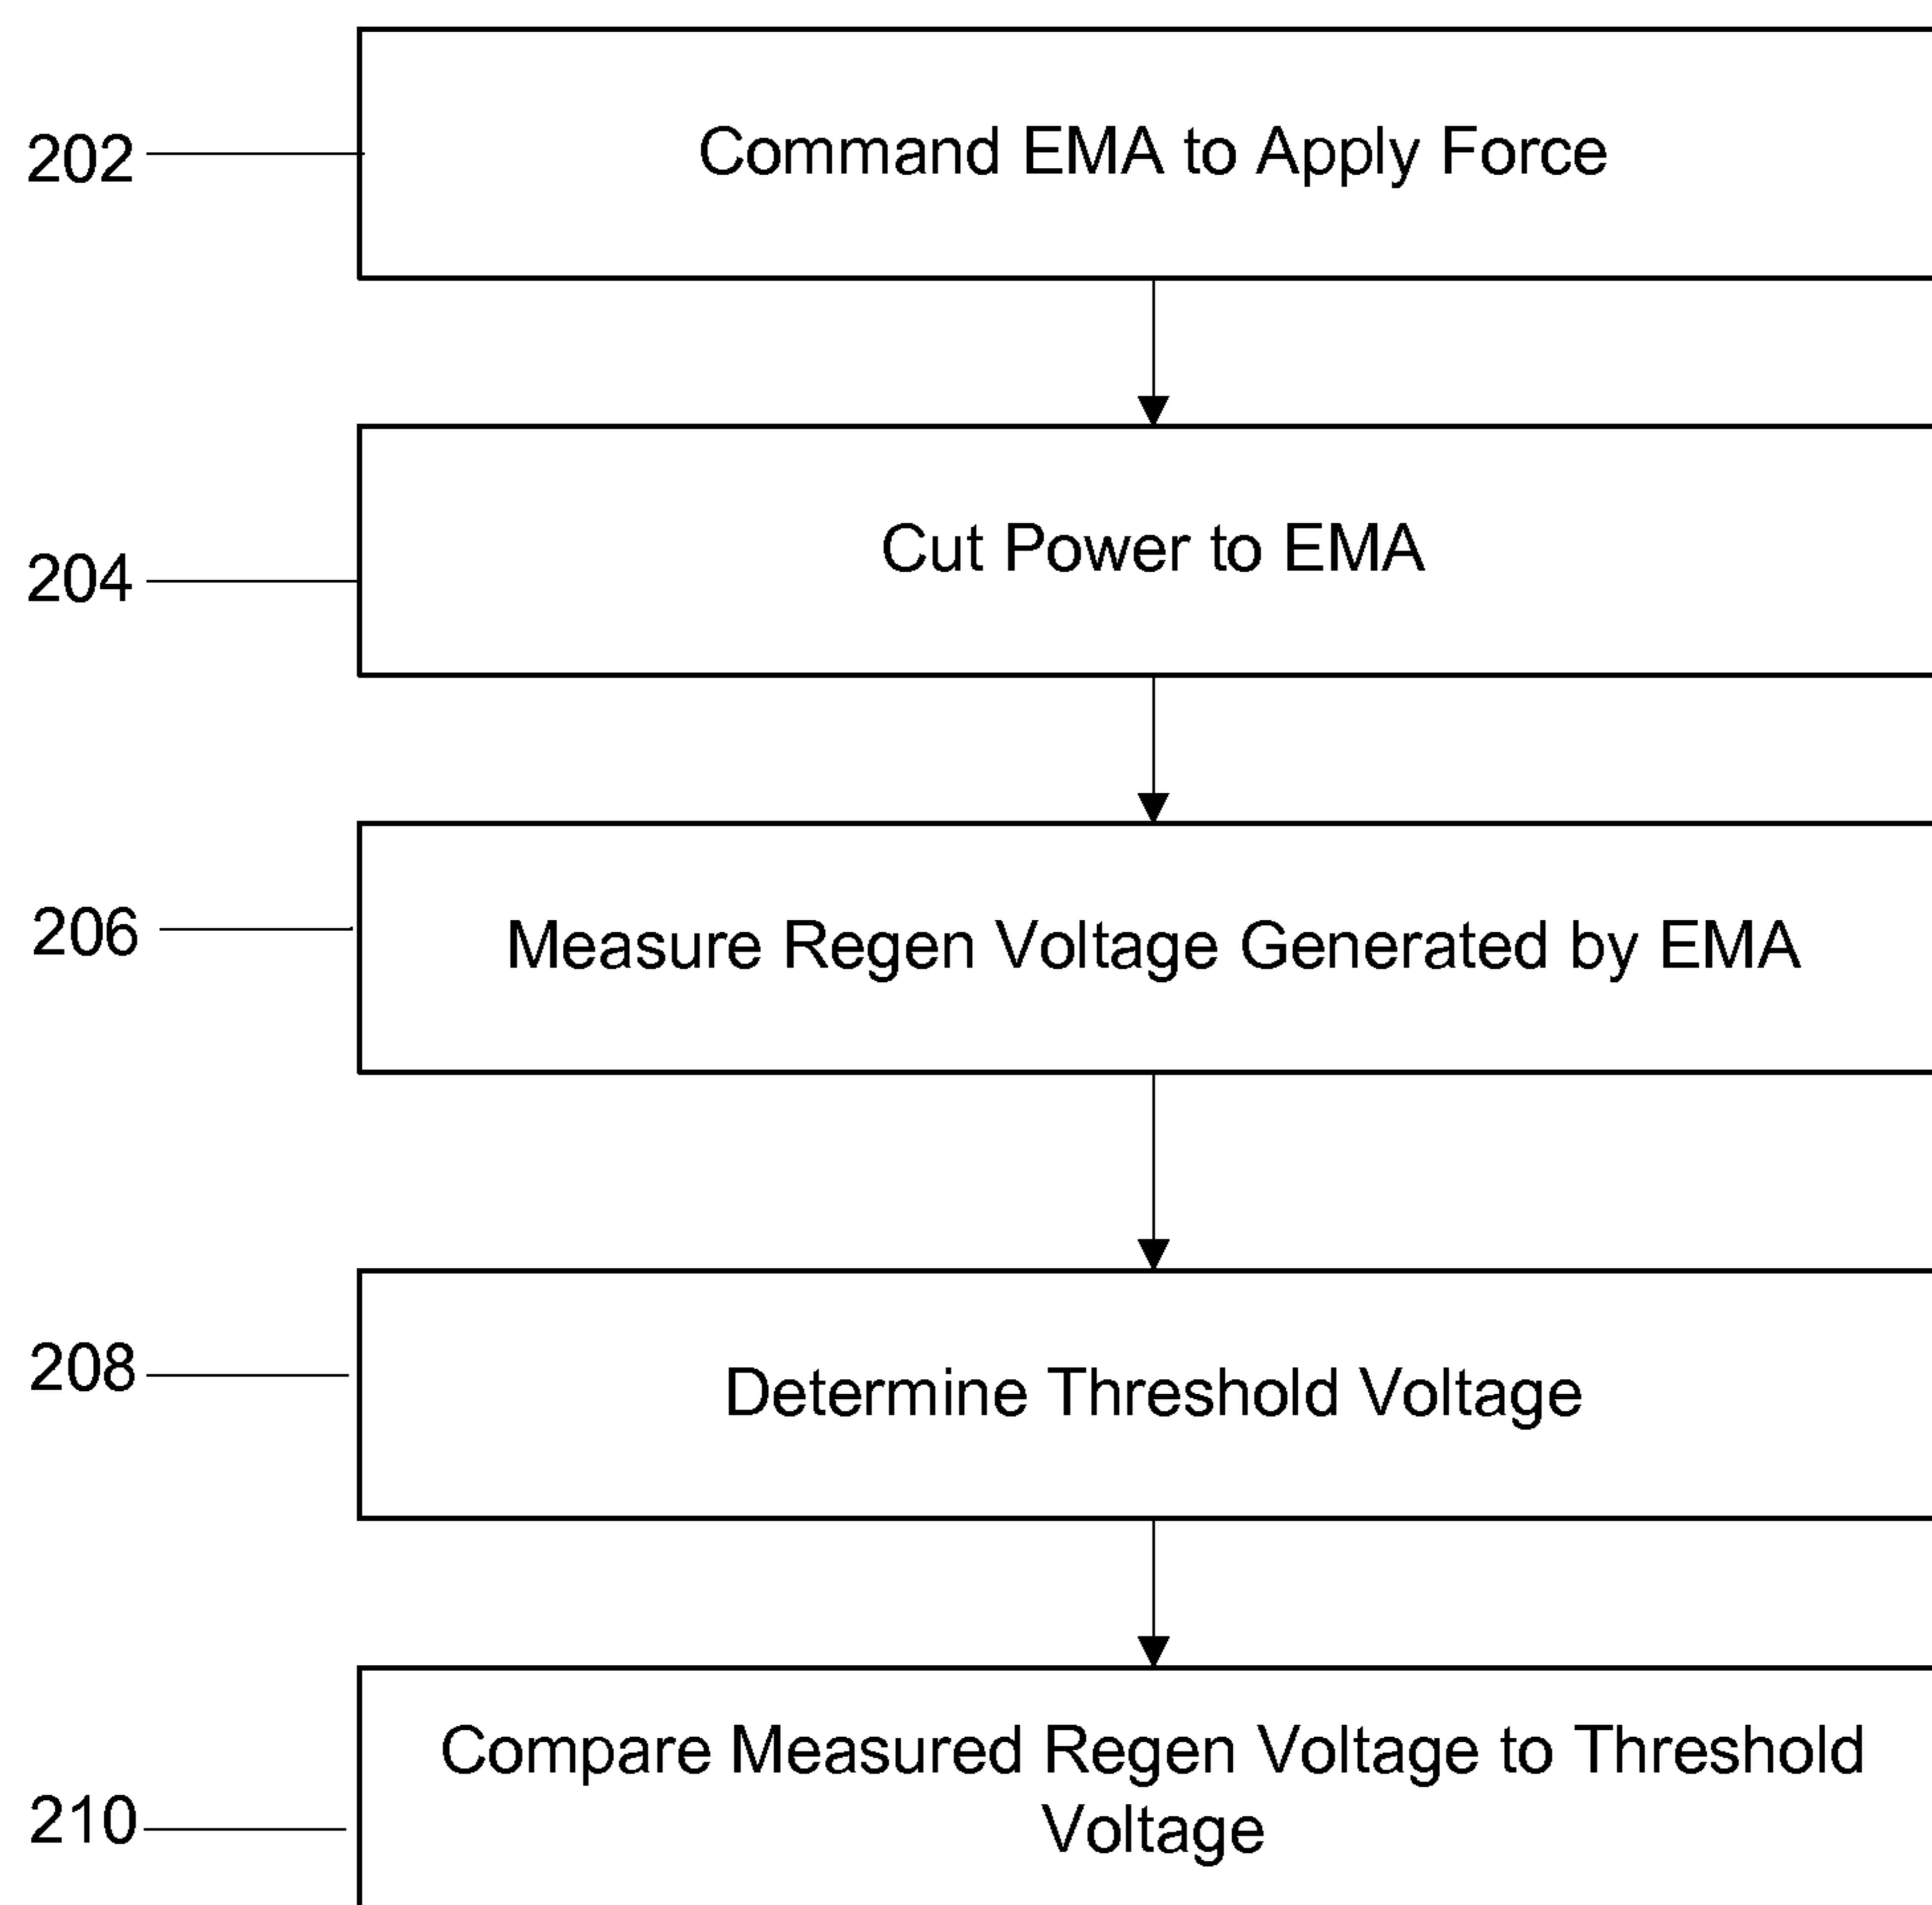 202
Command EMA to Apply Force
204
Cut Power to EMA
206
Measure Regen Voltage Generated by EMA
208
Determine Threshold Voltage
210
Compare Measured Regen Voltage to Threshold
Voltage